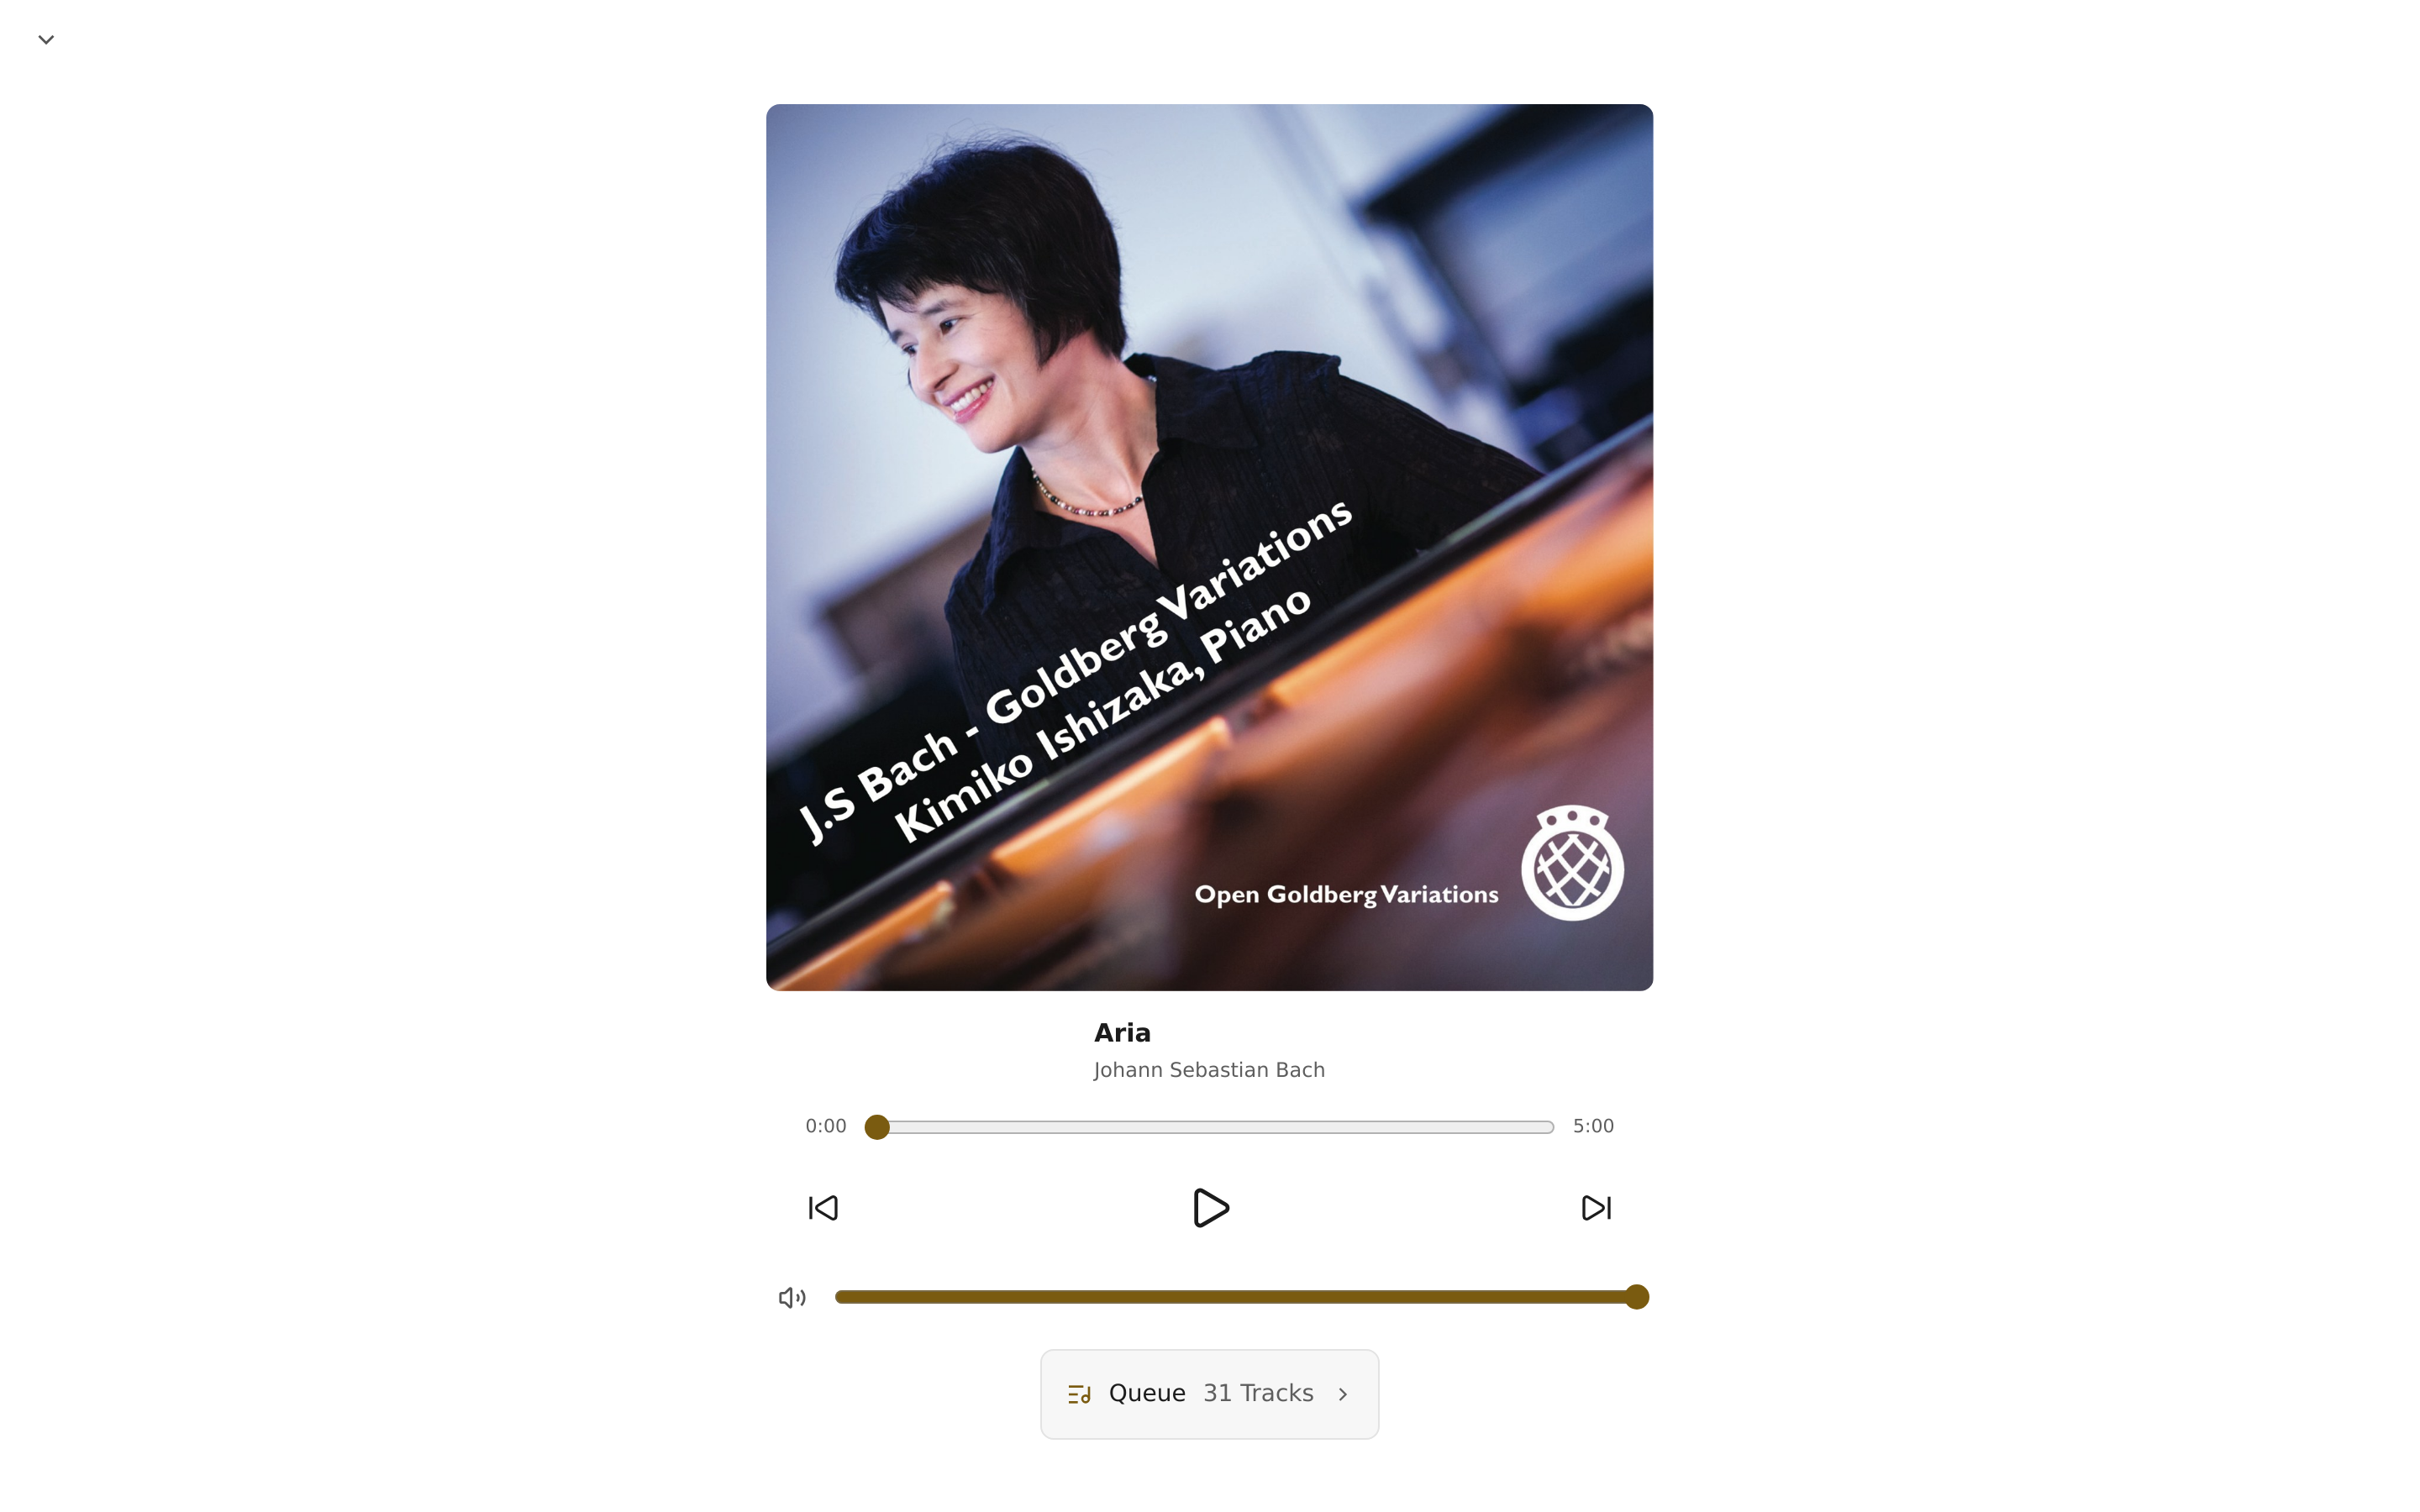 J.S Bach - Goldberg Variations
Kimiko Ishizaka, Piano
Open Goldberg Variations
Aria
Johann Sebastian Bach
0:00 5:00
Queue 31 Tracks